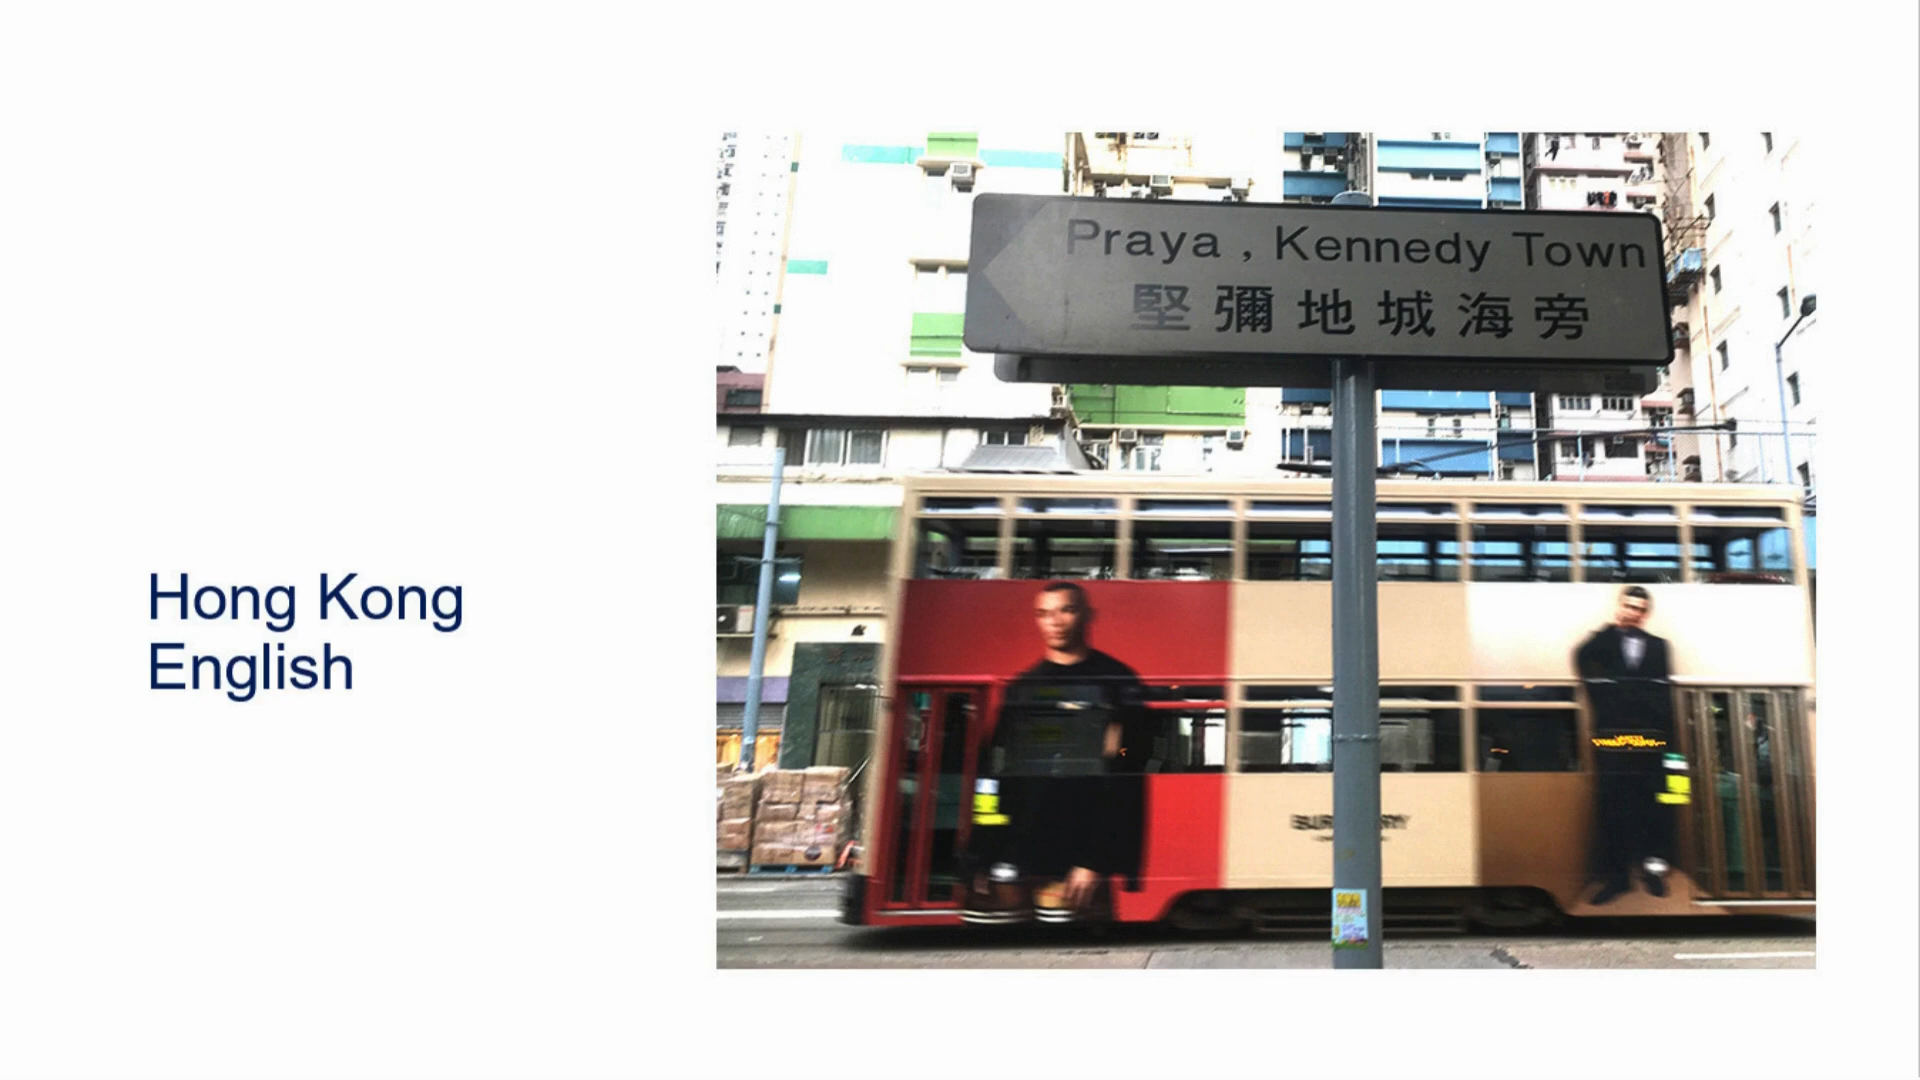 Hong Kong
English
Praya , Kennedy Town
堅彌地城海旁